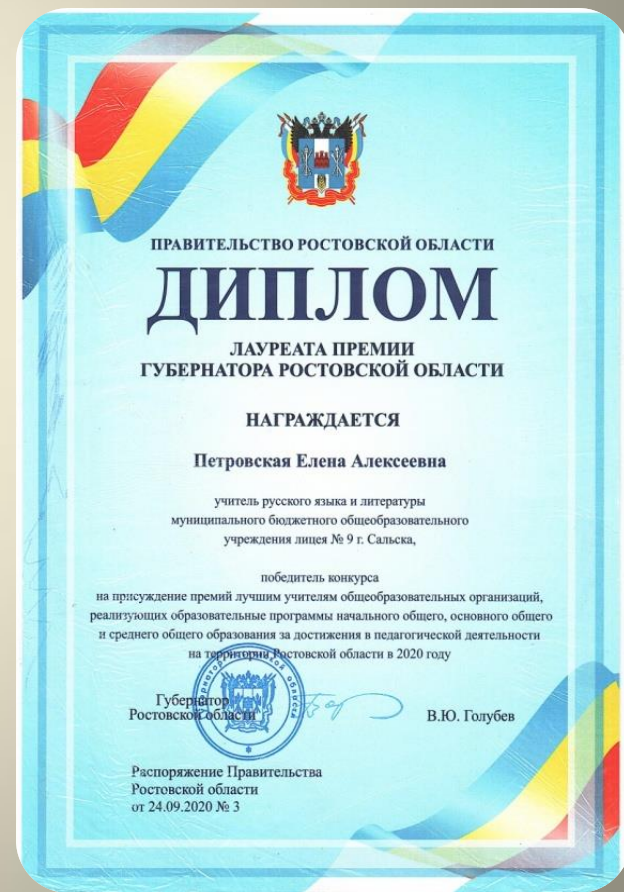 ПРАВИТЕЛЬСТВО РОСТОВСКОЙ ОБЛАСТИ
ДИПЛОМ
ЛАУРЕАТА ПРЕМИИ
ГУБЕРНАТОРА РОСТОВСКОЙ ОБЛАСТИ
НАГРАЖДАЕТСЯ
Петровская Елена Алексеевна
учитель русского языка и литературы
муниципального бюджетного общеобразовательного
учреждения лицея № 9 г. Сальска,
победитель конкурса
на присуждение премий лучшим учителям общеобразовательных организаций,
реализующих образовательные программы начального общего, основного общего
и среднего общего образования за достижения в педагогической деятельности
на территории Ростовской области в 2020 году
Губернатор
Ростовской области
В.Ю. Голубев
Распоряжение Правительства
Ростовской области
от 24.09.2020 № 3